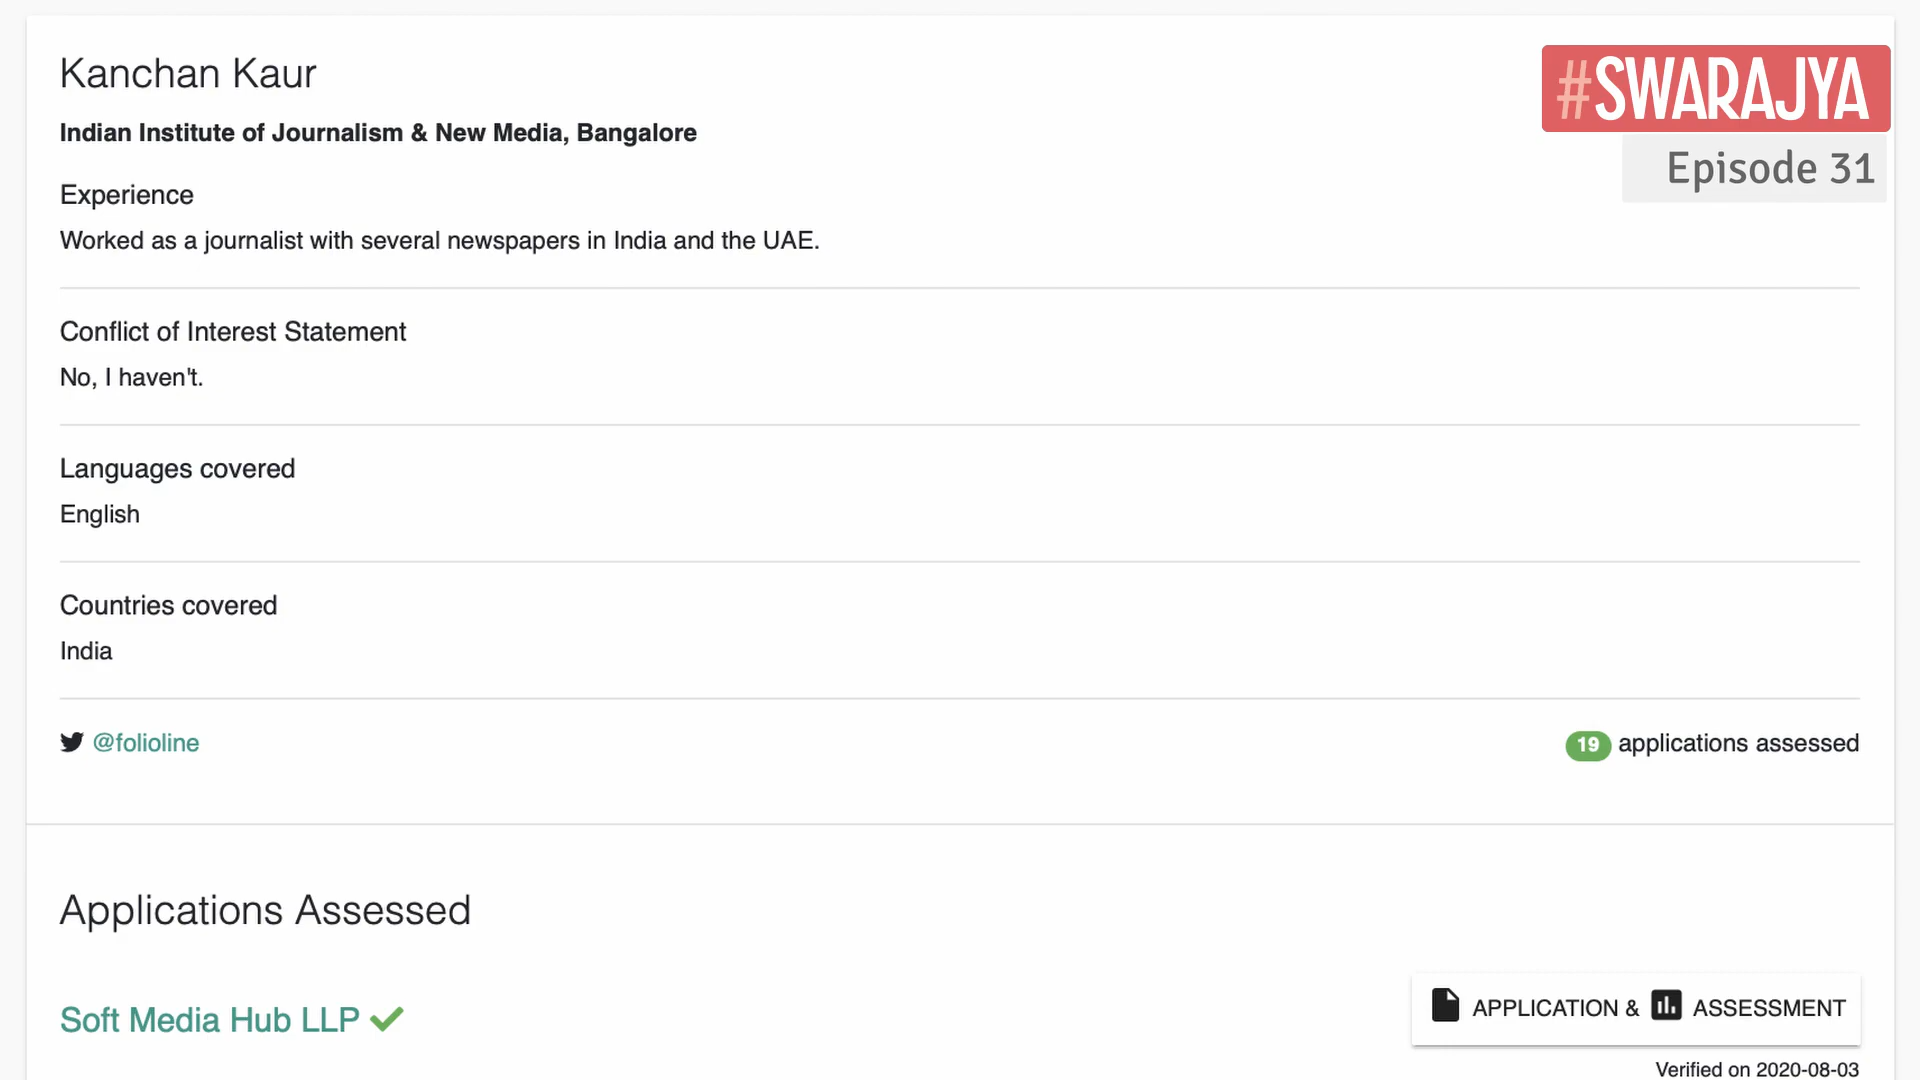 Kanchan Kaur
#SWARAJYA
Episode 31
Indian Institute of Journalism & New Media, Bangalore
Experience
Worked as a journalist with several newspapers in India and the UAE.
Conflict of Interest Statement
No, I haven't.
Languages covered
English
Countries covered
India
@folioline
19 applications assessed
Applications Assessed
Soft Media Hub LLP
APPLICATION & ASSESSMENT
Verified on 2020-08-03